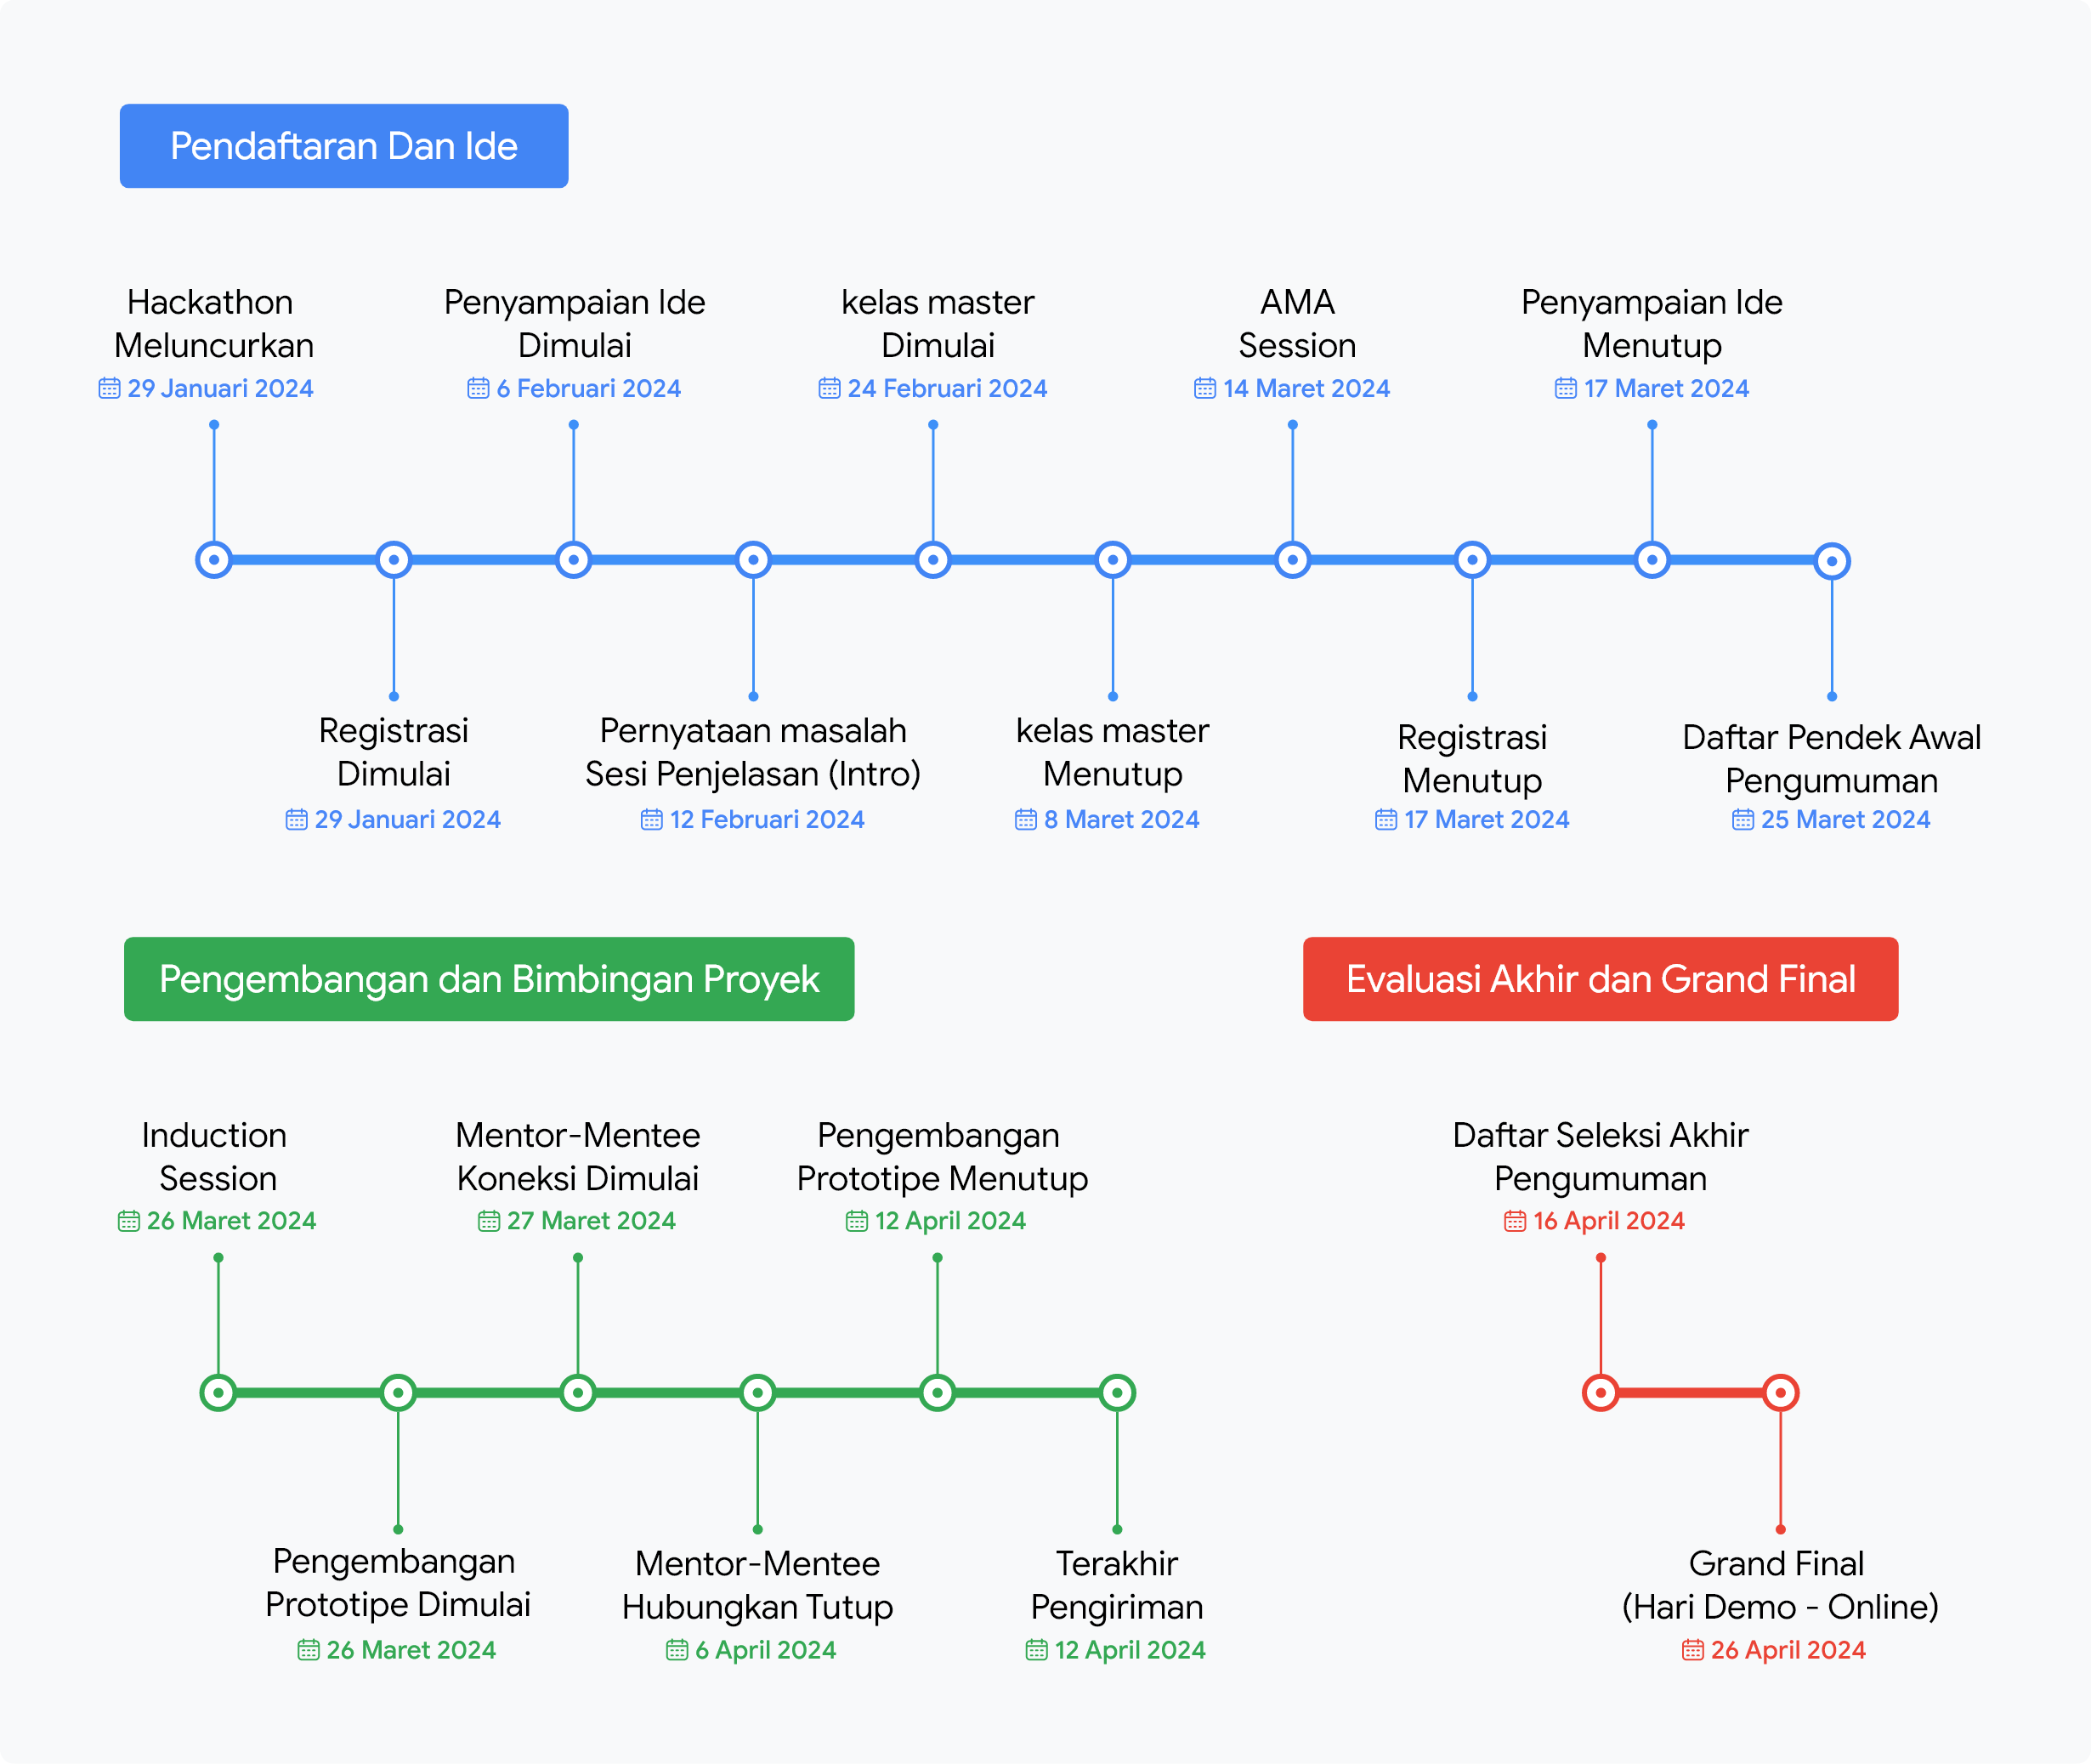 Pendaftaran Dan Ide
Hackathon
Meluncurkan
29 Januari 2024
Penyampaian Ide
Dimulai
6 Februari 2024
kelas master
Dimulai
24 Februari 2024
AMA
Session
14 Maret 2024
Penyampaian Ide
Menutup
17 Maret 2024
Registrasi
Dimulai
29 Januari 2024
Pernyataan masalah
Sesi Penjelasan (Intro)
12 Februari 2024
kelas master
Menutup
8 Maret 2024
Registrasi
Menutup
17 Maret 2024
Daftar Pendek Awal
Pengumuman
25 Maret 2024
Pengembangan dan Bimbingan Proyek
Induction
Session
26 Maret 2024
Mentor-Mentee
Koneksi Dimulai
27 Maret 2024
Pengembangan
Prototipe Menutup
12 April 2024
Pengembangan
Prototipe Dimulai
26 Maret 2024
Mentor-Mentee
Hubungkan Tutup
6 April 2024
Terakhir
Pengiriman
12 April 2024
Evaluasi Akhir dan Grand Final
Daftar Seleksi Akhir
Pengumuman
16 April 2024
Grand Final
(Hari Demo - Online)
26 April 2024